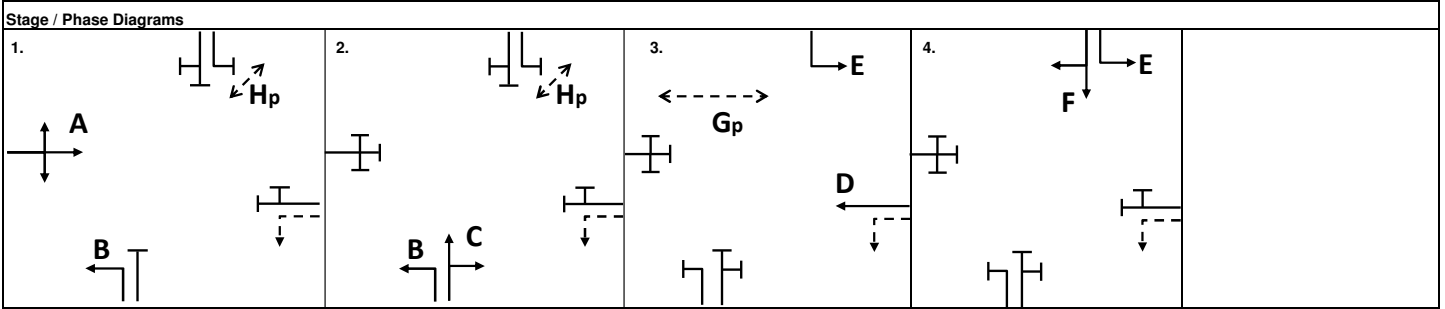 Stage / Phase Diagrams
1.
A
B
Hp
2.
B
C
Hp
3.
E
Gp
D
4.
E
F